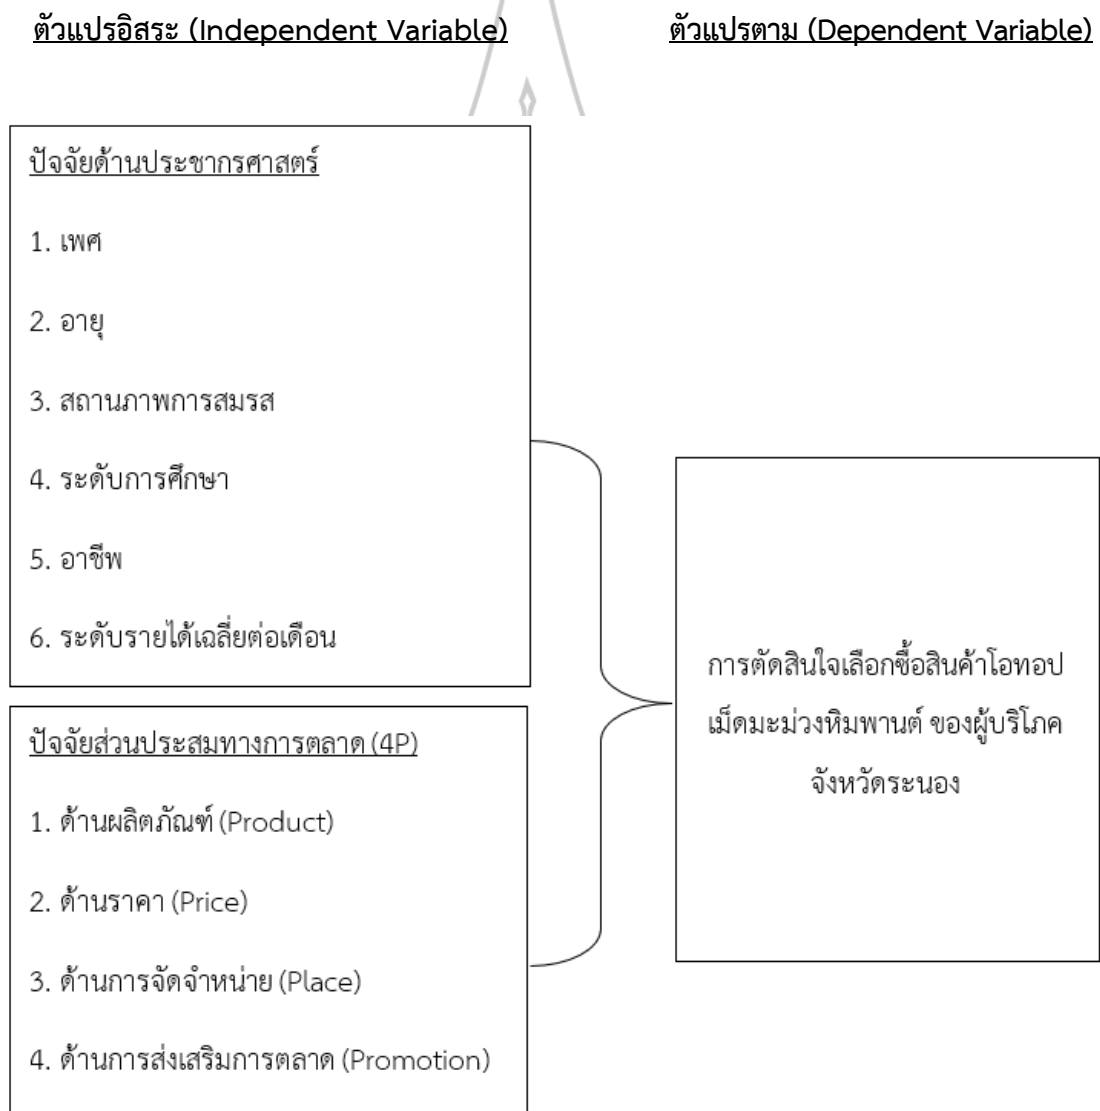 ตัวแปรอิสระ (Independent Variable)
ตัวแปรตาม (Dependent Variable)
ปัจจัยด้านประชากรศาสตร์
1. เพศ
2. อายุ
3. สถานภาพการสมรส
4. ระดับการศึกษา
5. อาชีพ
6. ระดับรายได้เฉลี่ยต่อเดือน
ปัจจัยส่วนประสมทางการตลาด (4P)
1. ด้านผลิตภัณฑ์ (Product)
2. ด้านราคา (Price)
3. ด้านการจัดจำหน่าย (Place)
4. ด้านการส่งเสริมการตลาด (Promotion)
การตัดสินใจเลือกซื้อสินค้าโอทอป
เม็ดมะม่วงหิมพานต์ ของผู้บริโภค
จังหวัดระนอง